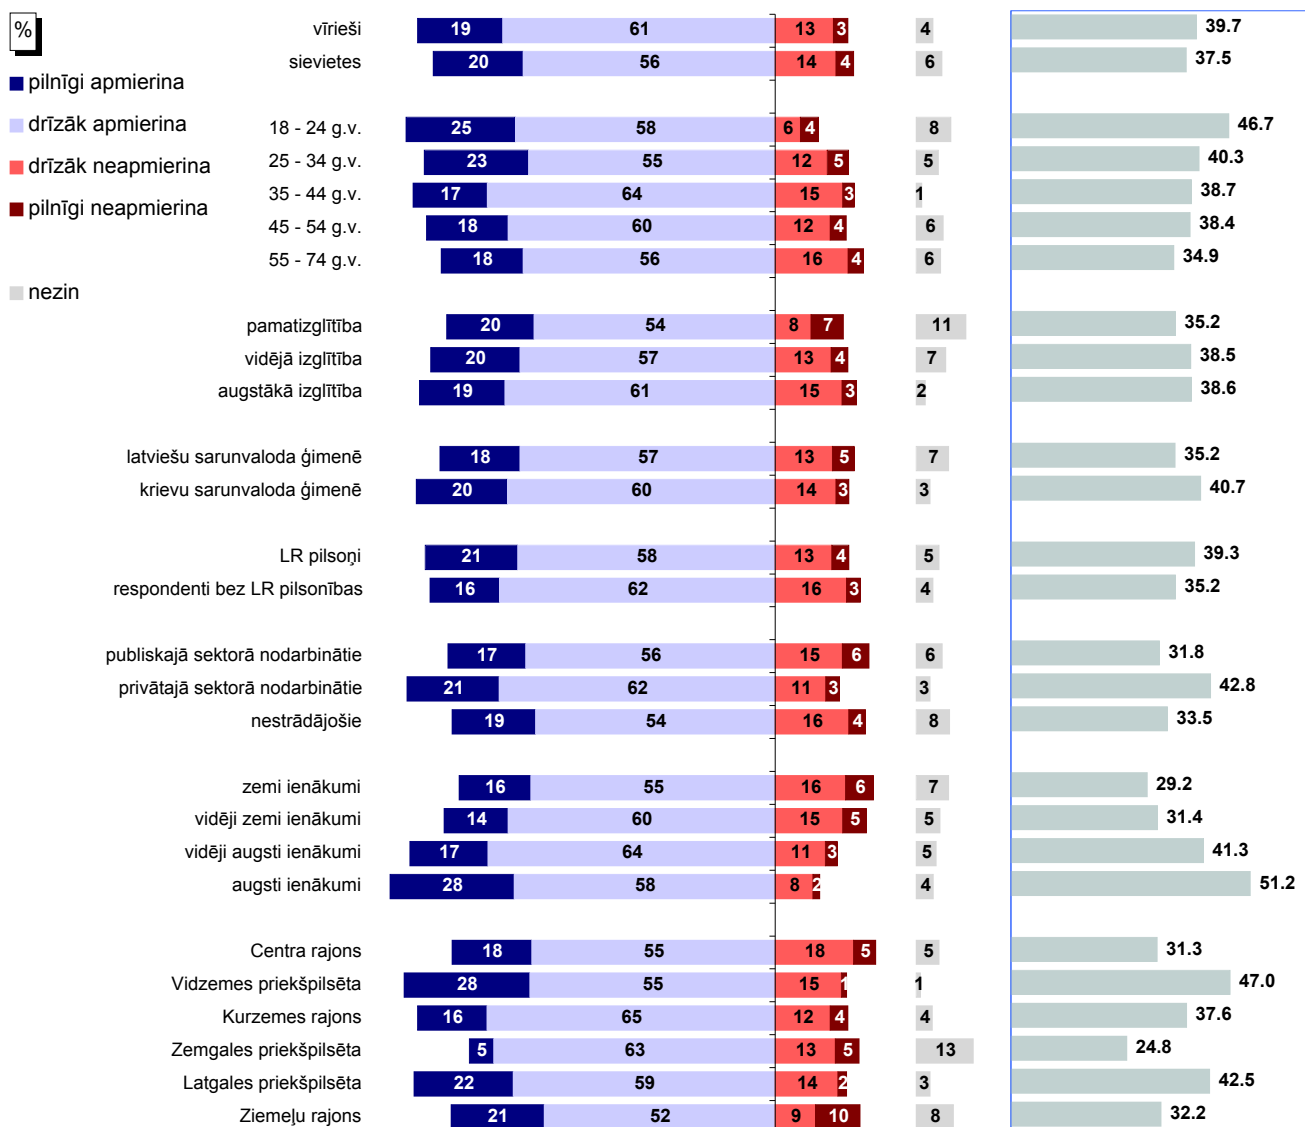 %
pilnīgi apmierina
drīzāk apmierina
drīzāk neapmierina
pilnīgi neapmierina
nezin
vīrieši 19 61 13 3 4 39.7
sievietes 20 56 14 4 6 37.5
18 - 24 g.v. 25 58 6 4 8 46.7
25 - 34 g.v. 23 55 12 5 5 40.3
35 - 44 g.v. 17 64 15 3 1 38.7
45 - 54 g.v. 18 60 12 4 6 38.4
55 - 74 g.v. 18 56 16 4 6 34.9
pamatizglītība 20 54 8 7 11 35.2
vidējā izglītība 20 57 13 4 7 38.5
augstākā izglītība 19 61 15 3 2 38.6
latviešu sarunvaloda ģimenē 18 57 13 5 7 35.2
krievu sarunvaloda ģimenē 20 60 14 3 3 40.7
LR pilsoņi 21 58 13 4 5 39.3
respondenti bez LR pilsonības 16 62 16 3 4 35.2
publiskajā sektorā nodarbinātie 17 56 15 6 6 31.8
privātajā sektorā nodarbinātie 21 62 11 3 3 42.8
nestrādājošie 19 54 16 4 8 33.5
zemi ienākumi 16 55 16 6 7 29.2
vidēji zemi ienākumi 14 60 15 5 5 31.4
vidēji augsti ienākumi 17 64 11 3 5 41.3
augsti ienākumi 28 58 8 2 4 51.2
Centra rajons 18 55 18 5 5 31.3
Vidzemes priekšpilsēta 28 55 15 1 1 47.0
Kurzemes rajons 16 65 12 4 4 37.6
Zemgales priekšpilsēta 5 63 13 5 13 24.8
Latgales priekšpilsēta 22 59 14 2 3 42.5
Ziemeļu rajons 21 52 9 10 8 32.2